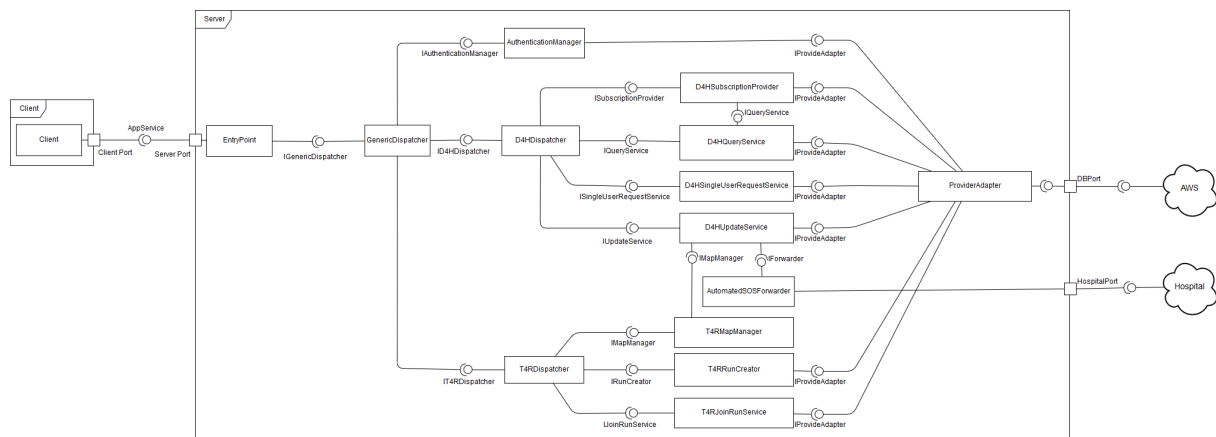 Server
AuthenticationManager
IAuthenticationManager
IProvideAdapter
D4HSubscriptionProvider
ISubscriptionProvider
IProvideAdapter
Client
IQueryService
AppService
Client
EntryPoint
GenericDispatcher
D4HDispatcher
D4HQueryService
Client Port
Server Port
IGenericDispatcher
ID4HDispatcher
IQueryService
IProvideAdapter
D4HSingleUserRequestService
ProviderAdapter
DBPort
AWS
ISingleUserRequestService
IProvideAdapter
D4HUpdateService
IUpdateService
IProvideAdapter
IMapManager
IForwarder
AutomatedSOSForwarder
HospitalPort
Hospital
T4RMapManager
IMapManager
T4RDispatcher
T4RRunCreator
IT4RDispatcher
IRunCreator
IProvideAdapter
T4RJoinRunService
IJoinRunService
IProvideAdapter